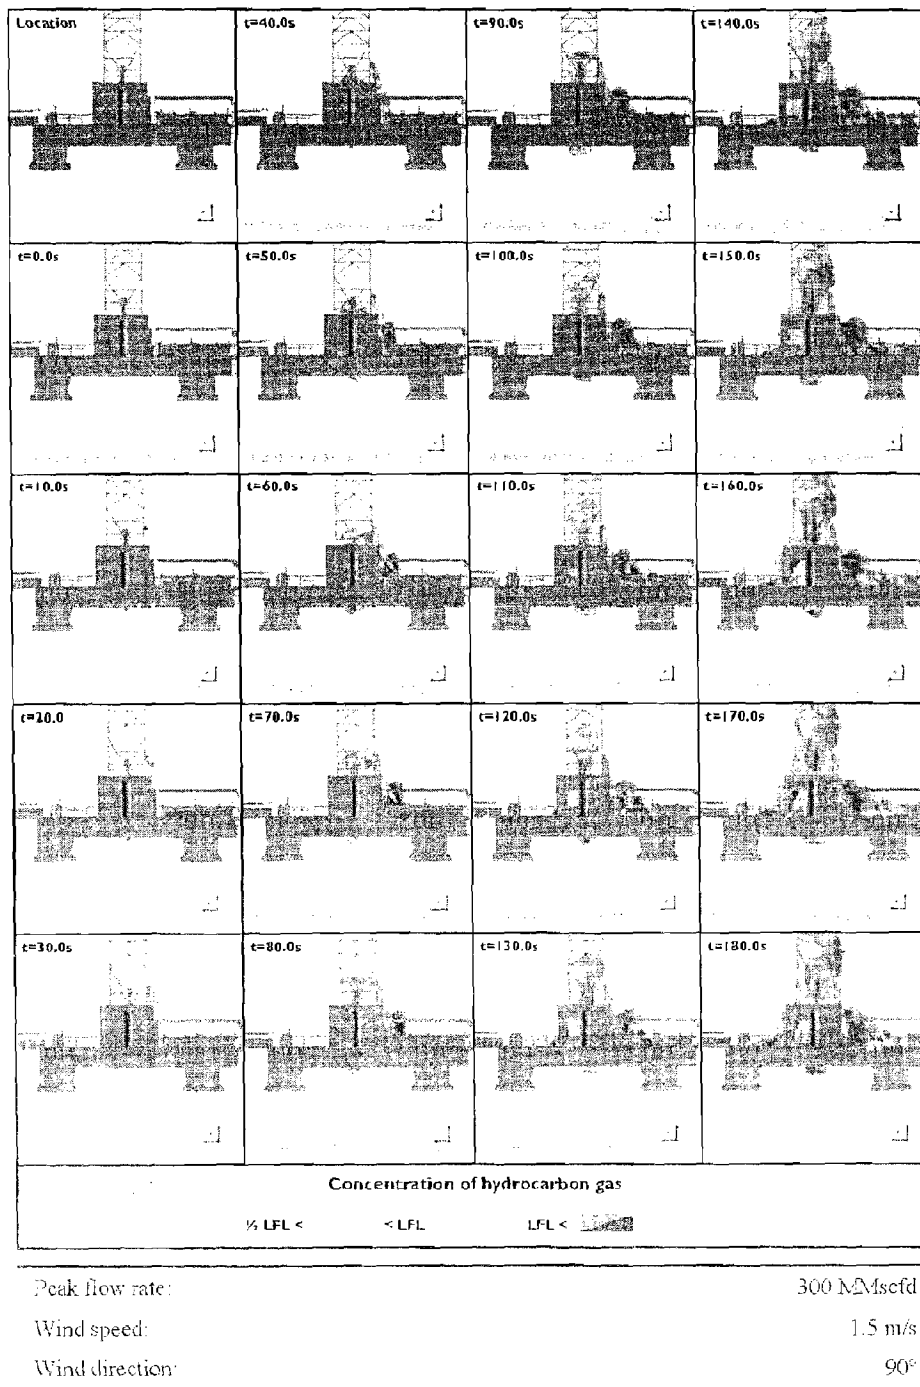 Location t=40.0s t=90.0s t=140.0s
t=0.0s t=50.0s t=100.0s t=150.0s
t=10.0s t=60.0s t=110.0s t=160.0s
t=20.0 t=70.0s t=120.0s t=170.0s
t=30.0s t=80.0s t=130.0s t=180.0s
Concentration of hydrocarbon gas
½ LFL < < LFL LFL <
Peak flow rate: 300 MMscfd
Wind speed: 1.5 m/s
Wind direction: 90°